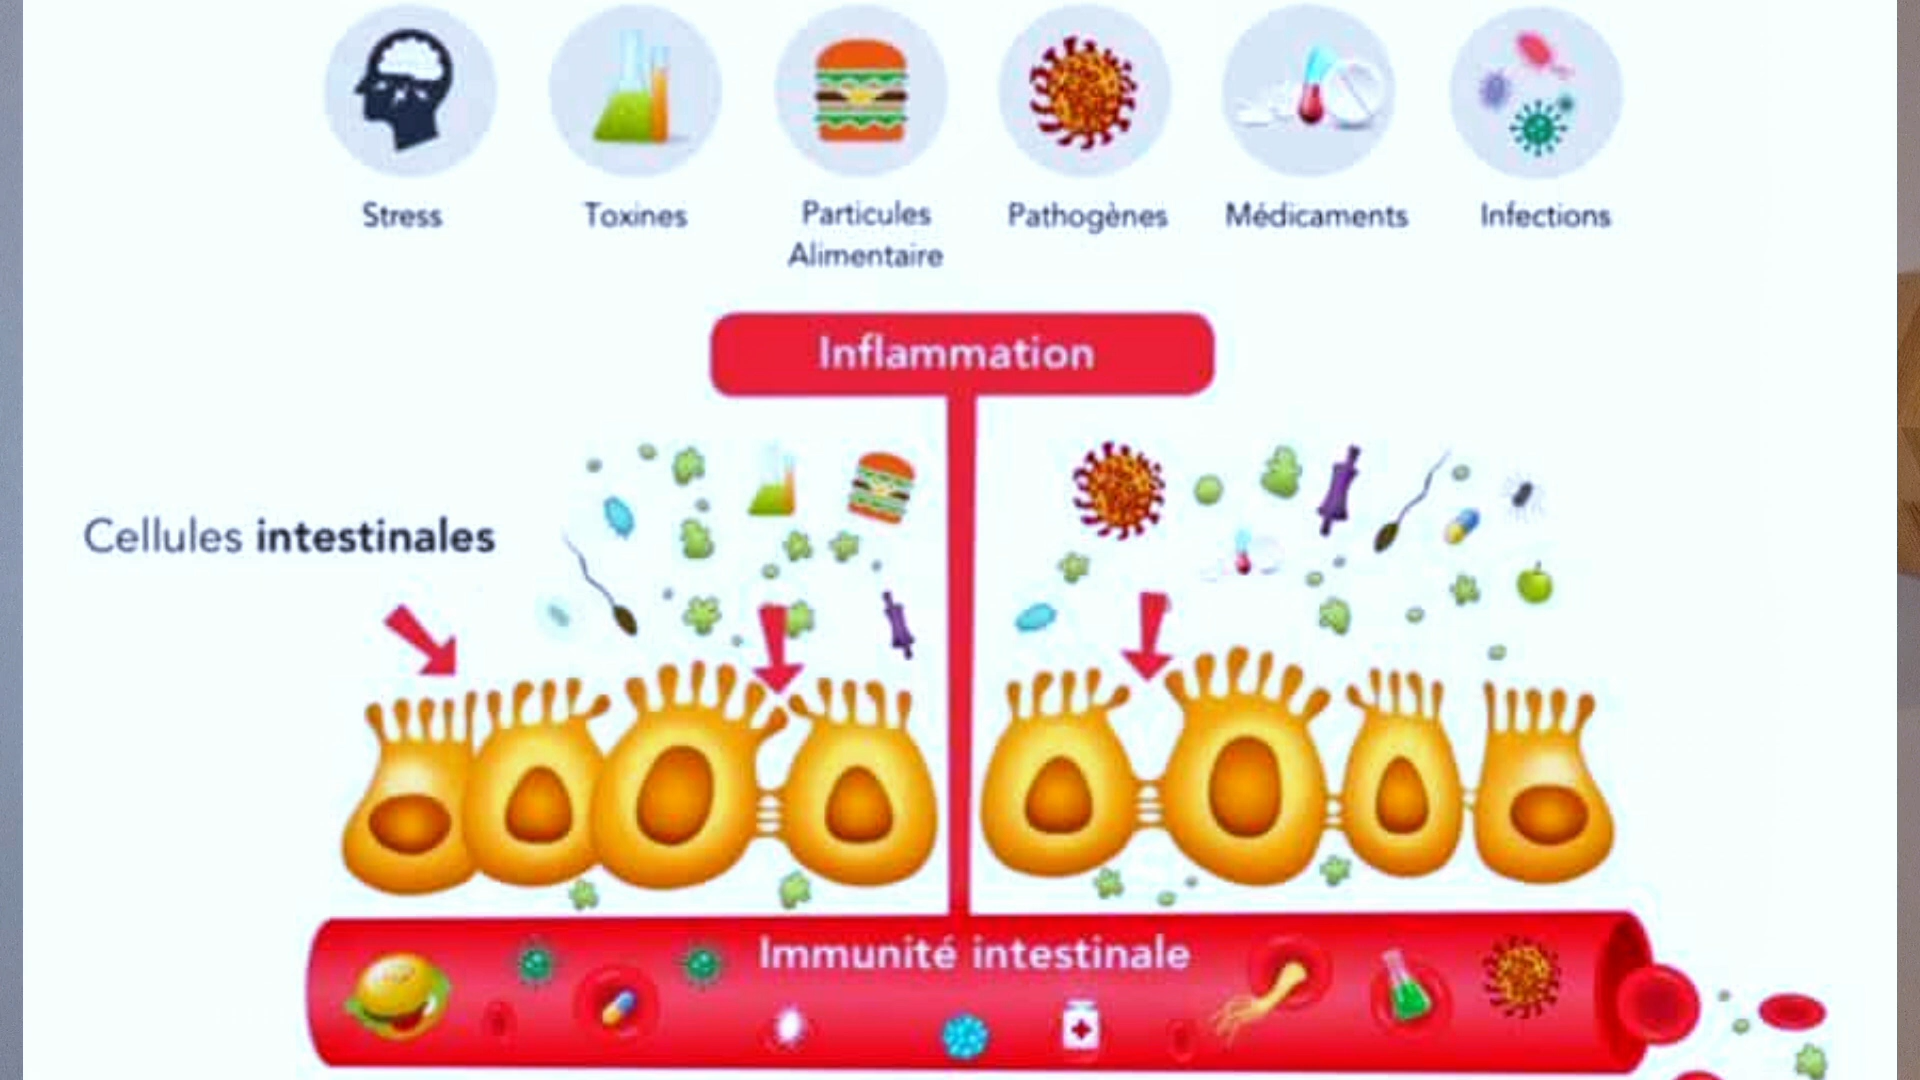 Stress
Toxines
Particules
Alimentaire
Pathogènes
Médicaments
Infections
Inflammation
Cellules intestinales
Immunité intestinale